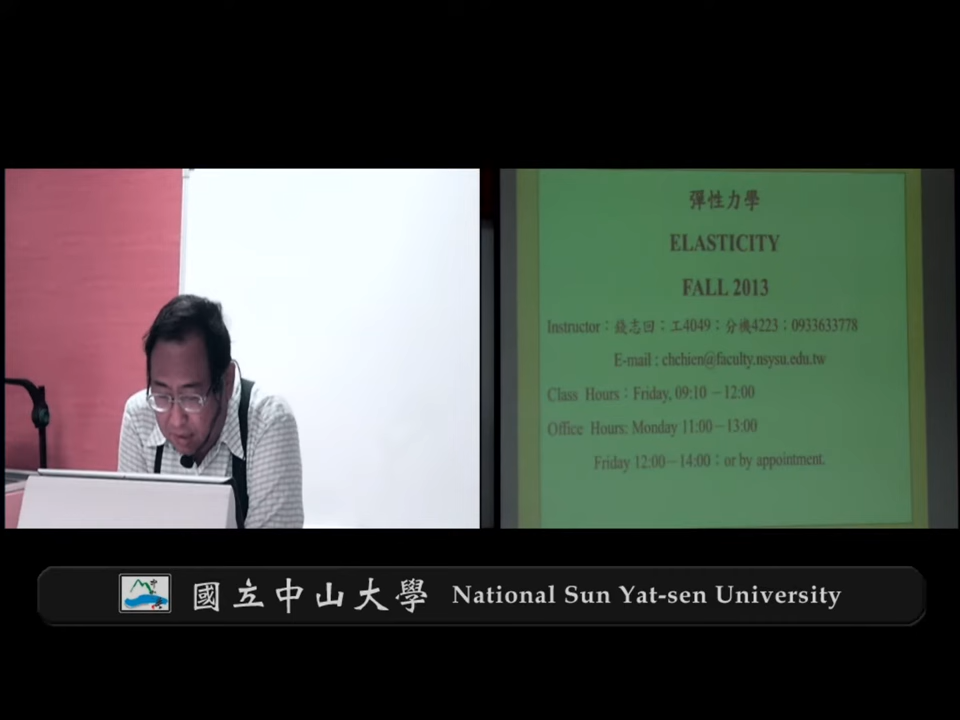 彈性力學
ELASTICITY
FALL 2013
Instructor：錢志回；工4049；分機4223；0933633778
E-mail : chchien@faculty.nsysu.edu.tw
Class Hours：Friday, 09:10－12:00
Office Hours: Monday 11:00－13:00
Friday 12:00－14:00；or by appointment.
國立中山大學 National Sun Yat-sen University